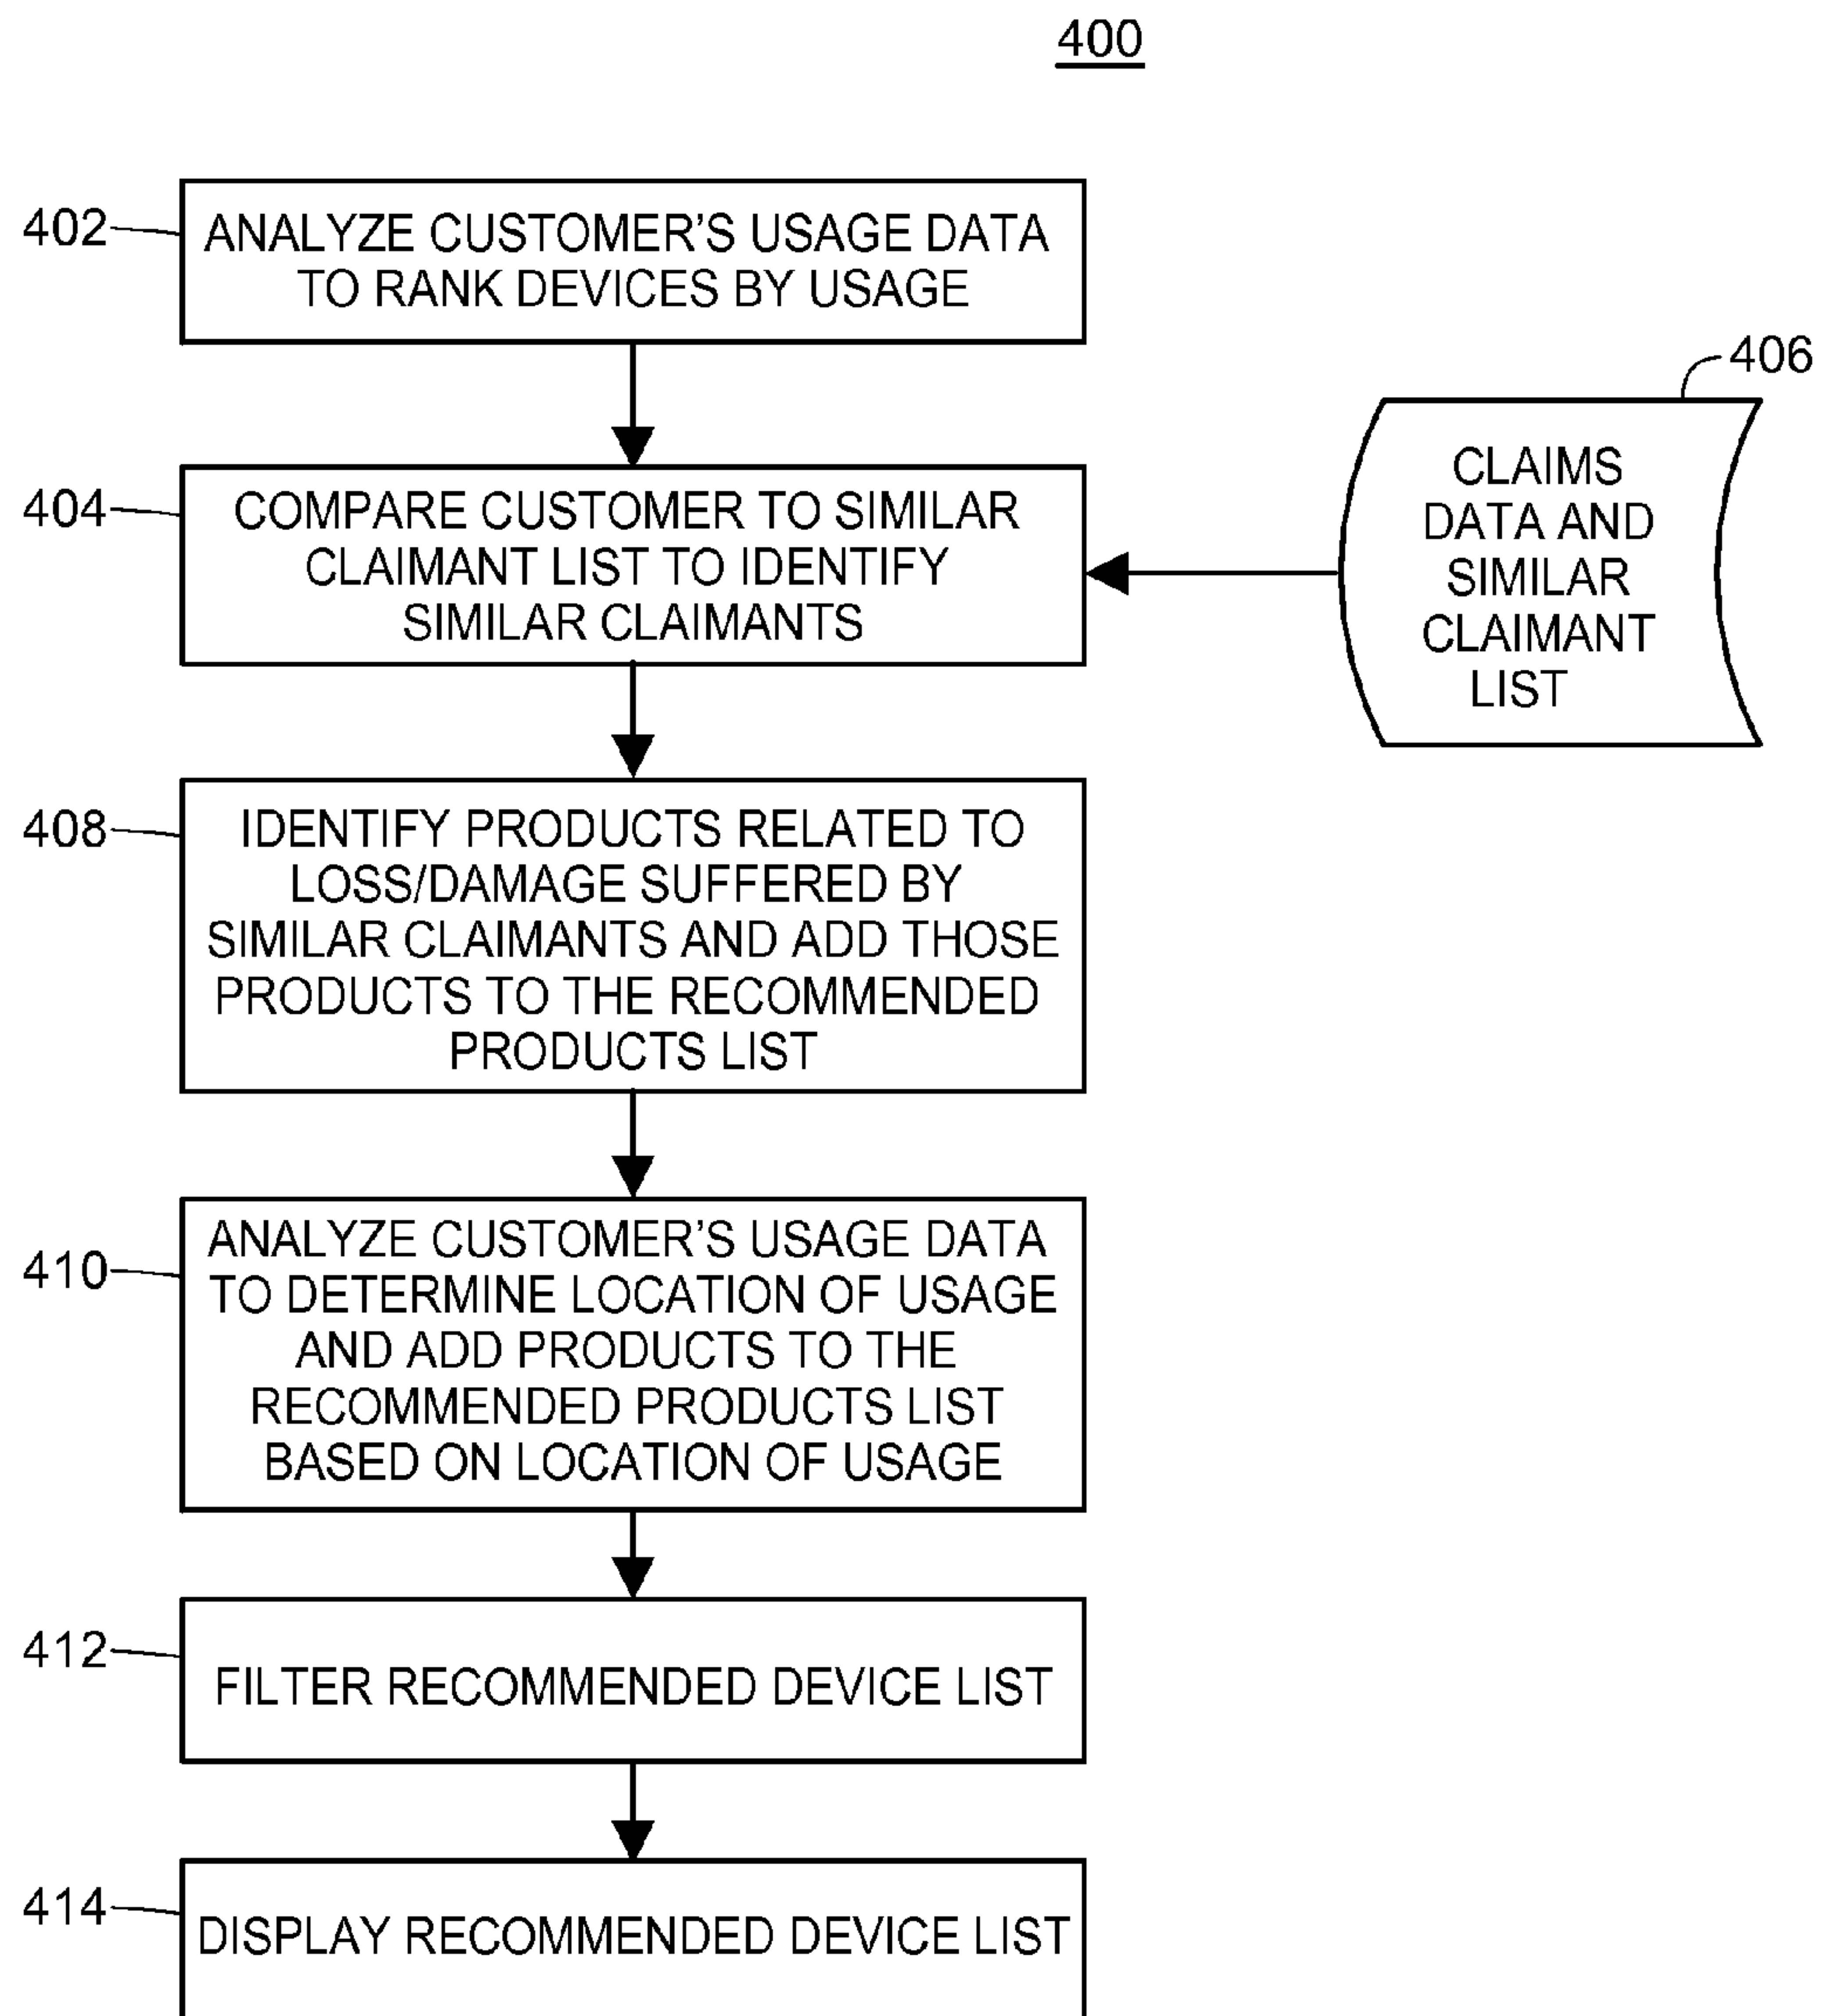 400
402
ANALYZE CUSTOMER'S USAGE DATA
TO RANK DEVICES BY USAGE
406
CLAIMS
DATA AND
SIMILAR
CLAIMANT
LIST
404
COMPARE CUSTOMER TO SIMILAR
CLAIMANT LIST TO IDENTIFY
SIMILAR CLAIMANTS
408
IDENTIFY PRODUCTS RELATED TO
LOSS/DAMAGE SUFFERED BY
SIMILAR CLAIMANTS AND ADD THOSE
PRODUCTS TO THE RECOMMENDED
PRODUCTS LIST
410
ANALYZE CUSTOMER'S USAGE DATA
TO DETERMINE LOCATION OF USAGE
AND ADD PRODUCTS TO THE
RECOMMENDED PRODUCTS LIST
BASED ON LOCATION OF USAGE
412
FILTER RECOMMENDED DEVICE LIST
414
DISPLAY RECOMMENDED DEVICE LIST